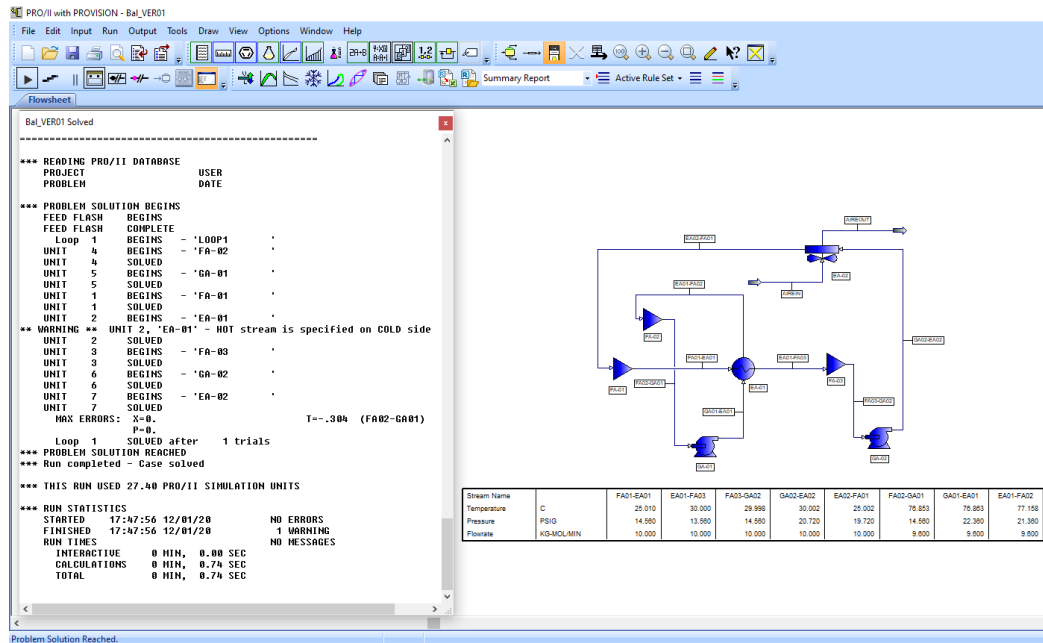 PRO/II with PROVISION - Bal_VER01
File Edit Input Run Output Tools Draw View Options Window Help
Summary Report
Active Rule Set
Flowsheet
Bal_VER01 Solved
==================================================
*** READING PRO/II DATABASE
PROJECT USER
PROBLEM DATE
*** PROBLEM SOLUTION BEGINS
FEED FLASH BEGINS
FEED FLASH COMPLETE
Loop 1 BEGINS - 'LOOP1 '
UNIT 4 BEGINS - 'FA-02 '
UNIT 4 SOLVED
UNIT 5 BEGINS - 'GA-01 '
UNIT 5 SOLVED
UNIT 1 BEGINS - 'FA-01 '
UNIT 1 SOLVED
UNIT 2 BEGINS - 'EA-01 '
** WARNING ** UNIT 2, 'EA-01' - HOT stream is specified on COLD side
UNIT 2 SOLVED
UNIT 3 BEGINS - 'FA-03 '
UNIT 3 SOLVED
UNIT 6 BEGINS - 'GA-02 '
UNIT 6 SOLVED
UNIT 7 BEGINS - 'EA-02 '
UNIT 7 SOLVED
MAX ERRORS: X=0. T=-.304 (FA02-GA01)
P=0.
Loop 1 SOLVED after 1 trials
*** PROBLEM SOLUTION REACHED
*** Run completed - Case solved
*** THIS RUN USED 27.40 PRO/II SIMULATION UNITS
*** RUN STATISTICS
STARTED 17:47:56 12/01/20 NO ERRORS
FINISHED 17:47:56 12/01/20 1 WARNING
RUN TIMES NO MESSAGES
INTERACTIVE 0 MIN, 0.00 SEC
CALCULATIONS 0 MIN, 0.74 SEC
TOTAL 0 MIN, 0.74 SEC
AIREOUT
EA02-FA01
EA-02
EA01-FA02
AIREIN
FA-02
GA02-EA02
FA01-EA01
EA01-FA03
FA-01
FA02-GA01
EA-01
FA-03
FA03-GA02
GA01-EA01
GA-02
GA-01
Stream Name FA01-EA01 EA01-FA03 FA03-GA02 GA02-EA02 EA02-FA01 FA02-GA01 GA01-EA01 EA01-FA02
Temperature C 25.010 30.000 29.998 30.002 25.002 76.853 76.863 77.158
Pressure PSIG 14.560 13.560 14.560 20.720 19.720 14.560 22.360 21.360
Flowrate KG-MOL/MIN 10.000 10.000 10.000 10.000 10.000 9.600 9.600 9.600
Problem Solution Reached.